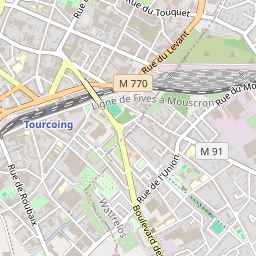 Rue du Touquet
Rue du Levant
M 770
Ligne de Fives à Mouscron
Rue du Mo
Tourcoing
M 91
Rue de l'Union
Rue de Roubaix
Wattrelos
Boulevard de